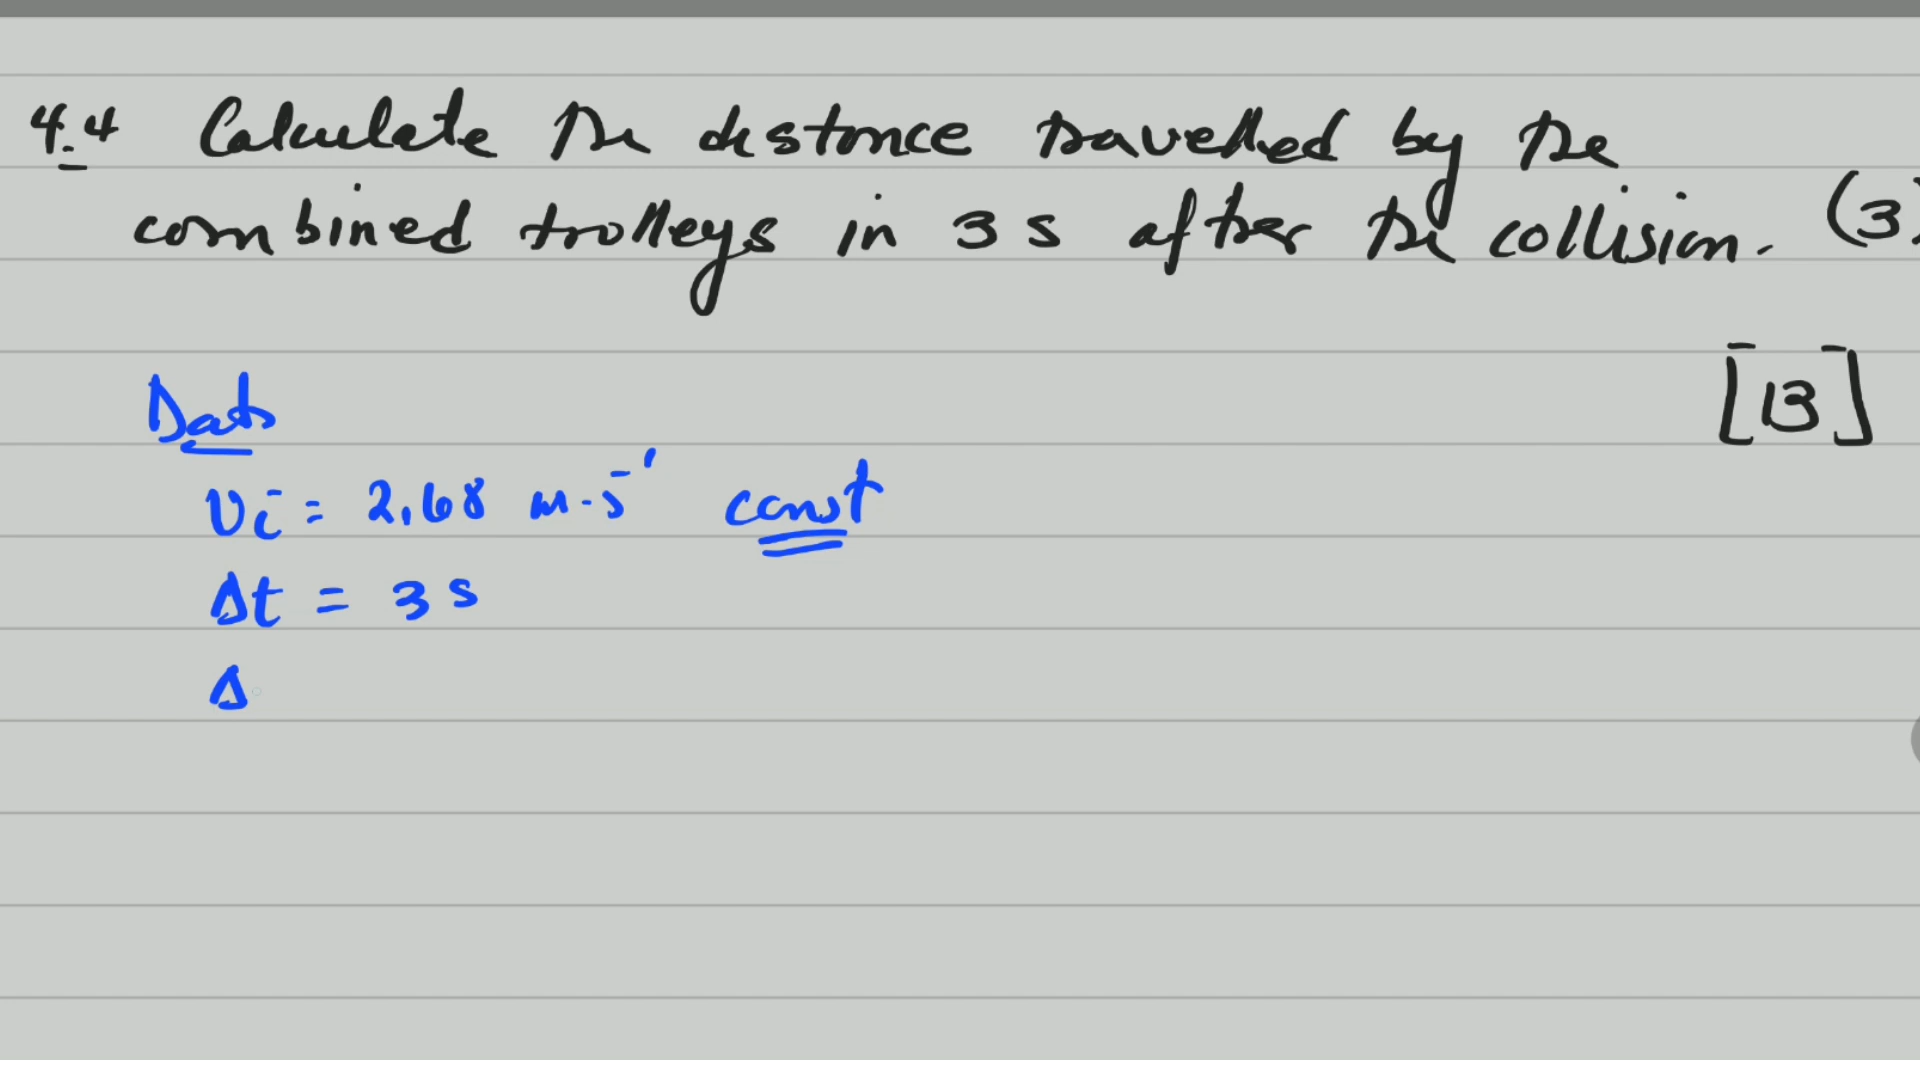 4.4 Calculate the distance travelled by the
combined trolleys in 3 s after the collision. (3)
[13]
Data
vi = 2,68 m·s⁻¹ const
Δt = 3 s
Δ